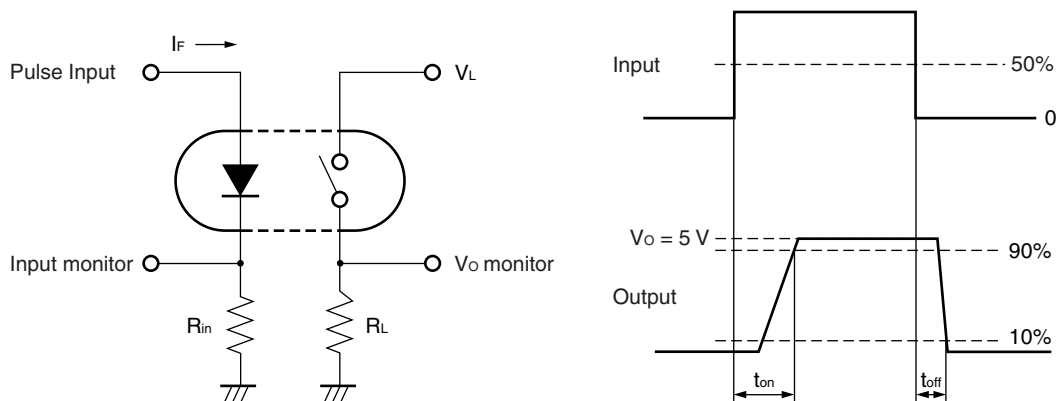 IF
Pulse Input
VL
Input monitor
VO monitor
Rin
RL
Input
50%
0
VO = 5 V
90%
Output
10%
ton
toff